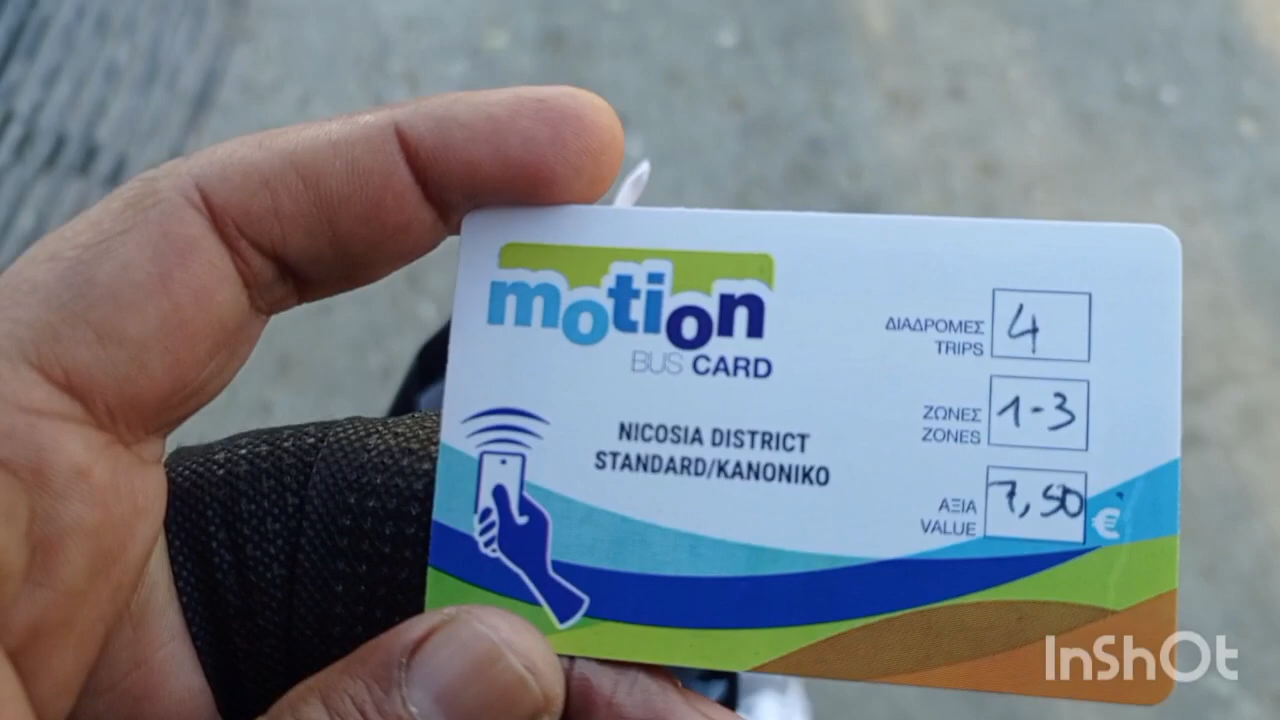 motion
BUS CARD
NICOSIA DISTRICT
STANDARD/KANONIKO
ΔΙΑΔΡΟΜΕΣ
TRIPS
4
ΖΩΝΕΣ
ZONES
1-3
ΑΞΙΑ
VALUE
7,50 €
InShOt